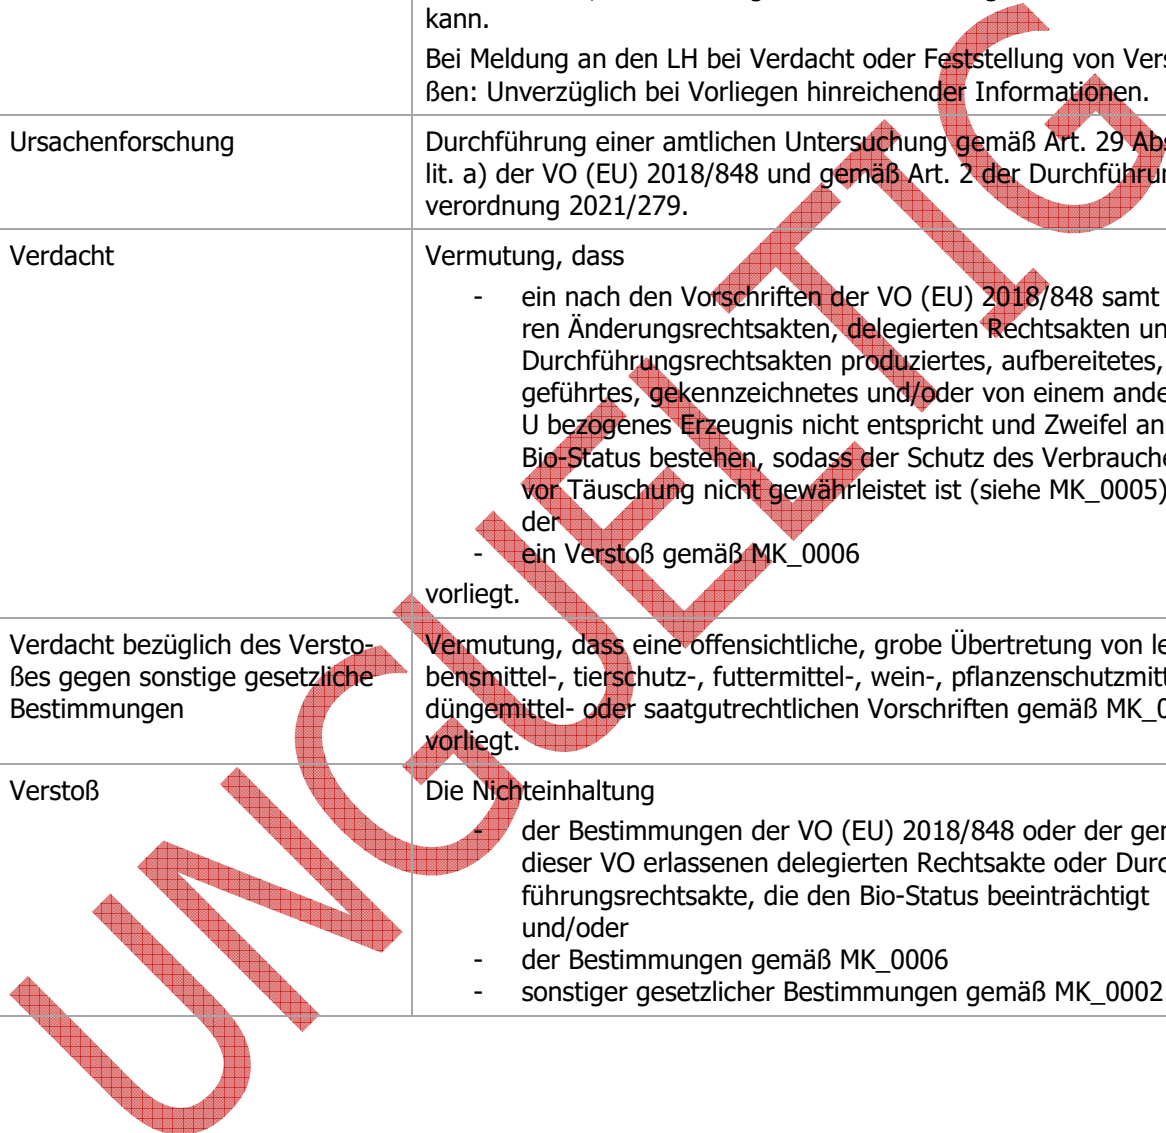 kann.
Bei Meldung an den LH bei Verdacht oder Feststellung von Vers
ßen: Unverzüglich bei Vorliegen hinreichender Informationen.
Ursachenforschung
Durchführung einer amtlichen Untersuchung gemäß Art. 29 Abs
lit. a) der VO (EU) 2018/848 und gemäß Art. 2 der Durchführun
verordnung 2021/279.
Verdacht
Vermutung, dass
- ein nach den Vorschriften der VO (EU) 2018/848 samt
ren Änderungsrechtsakten, delegierten Rechtsakten un
Durchführungsrechtsakten produziertes, aufbereitetes,
geführtes, gekennzeichnetes und/oder von einem ande
U bezogenes Erzeugnis nicht entspricht und Zweifel an
Bio-Status bestehen, sodass der Schutz des Verbrauche
vor Täuschung nicht gewährleistet ist (siehe MK_0005)
der
- ein Verstoß gemäß MK_0006
vorliegt.
Verdacht bezüglich des Versto-
ßes gegen sonstige gesetzliche
Bestimmungen
Vermutung, dass eine offensichtliche, grobe Übertretung von le
bensmittel-, tierschutz-, futtermittel-, wein-, pflanzenschutzmitt
düngemittel- oder saatgutrechtlichen Vorschriften gemäß MK_0
vorliegt.
Verstoß
Die Nichteinhaltung
- der Bestimmungen der VO (EU) 2018/848 oder der gem
dieser VO erlassenen delegierten Rechtsakte oder Durc
führungsrechtsakte, die den Bio-Status beeinträchtigt
und/oder
- der Bestimmungen gemäß MK_0006
- sonstiger gesetzlicher Bestimmungen gemäß MK_0002
UNGUELTIG